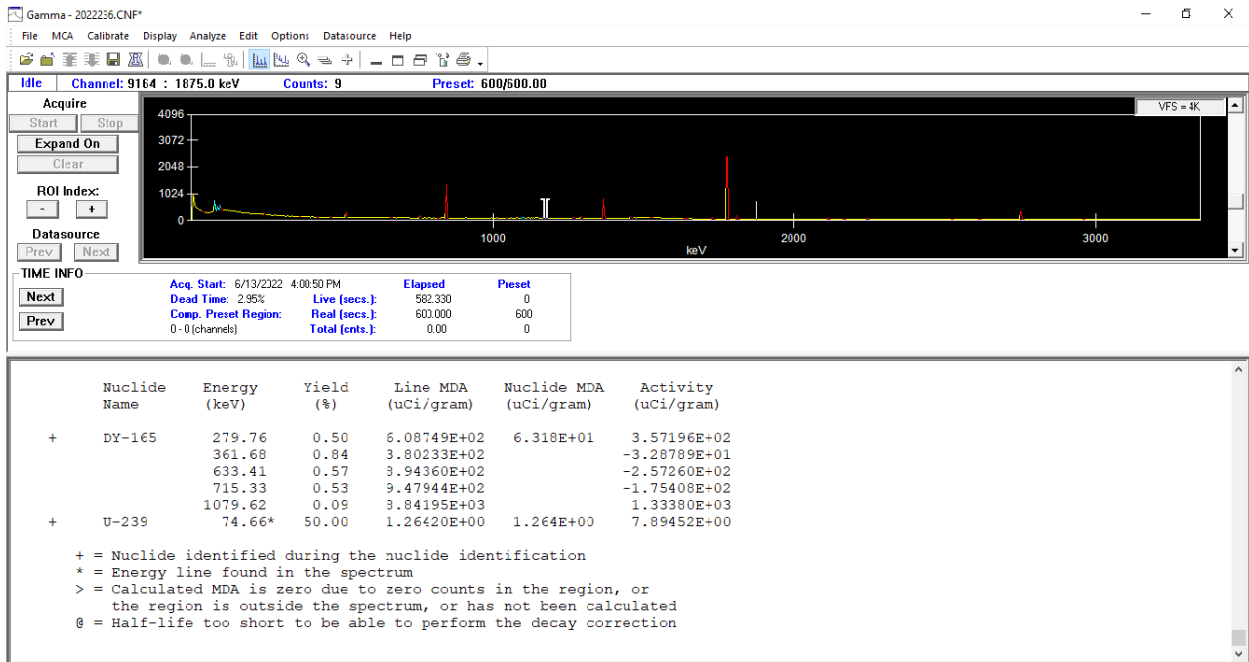 Gamma - 2022236.CNF*
File MCA Calibrate Display Analyze Edit Options Datasource Help
Idle Channel: 9164 : 1875.0 keV Counts: 9 Preset: 600/600.00
Acquire
Start Stop
Expand On
Clear
ROI Index:
- +
Datasource
Prev Next
VFS = 4K
4096
3072
2048
1024
0
1000 2000 3000
keV
TIME INFO
Next
Prev
Acq. Start: 6/13/2022 4:00:50 PM Elapsed Preset
Dead Time: 2.95% Live (secs.): 582.330 0
Comp. Preset Region: Real (secs.): 600.000 600
0 - 0 (channels) Total (cnts.): 0.00 0
Nuclide Energy Yield Line MDA Nuclide MDA Activity
Name (keV) (%) (uCi/gram) (uCi/gram) (uCi/gram)
+ DY-165 279.76 0.50 6.08749E+02 6.318E+01 3.57196E+02
361.68 0.84 3.80233E+02 -3.28789E+01
633.41 0.57 8.94360E+02 -2.57260E+02
715.33 0.53 9.47944E+02 -1.75408E+02
1079.62 0.09 8.84195E+03 1.33380E+03
+ U-239 74.66* 50.00 1.26420E+00 1.264E+00 7.89452E+00
+ = Nuclide identified during the nuclide identification
* = Energy line found in the spectrum
> = Calculated MDA is zero due to zero counts in the region, or
the region is outside the spectrum, or has not been calculated
@ = Half-life too short to be able to perform the decay correction